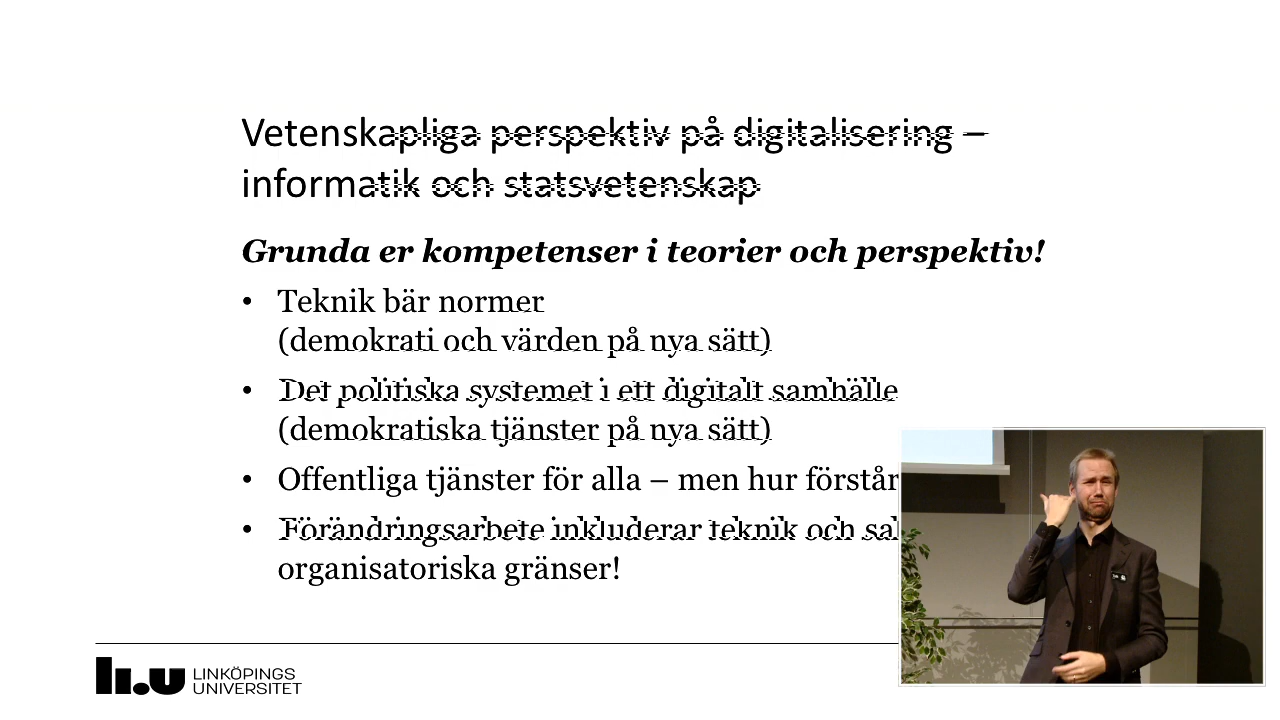 Vetenskapliga perspektiv på digitalisering –
informatik och statsvetenskap
Grunda er kompetenser i teorier och perspektiv!
• Teknik bär normer
(demokrati och värden på nya sätt)
• Det politiska systemet i ett digitalt samhälle
(demokratiska tjänster på nya sätt)
• Offentliga tjänster för alla – men hur förstår
• Förändringsarbete inkluderar teknik och
organisatoriska gränser!
li.u LINKÖPINGS
UNIVERSITET